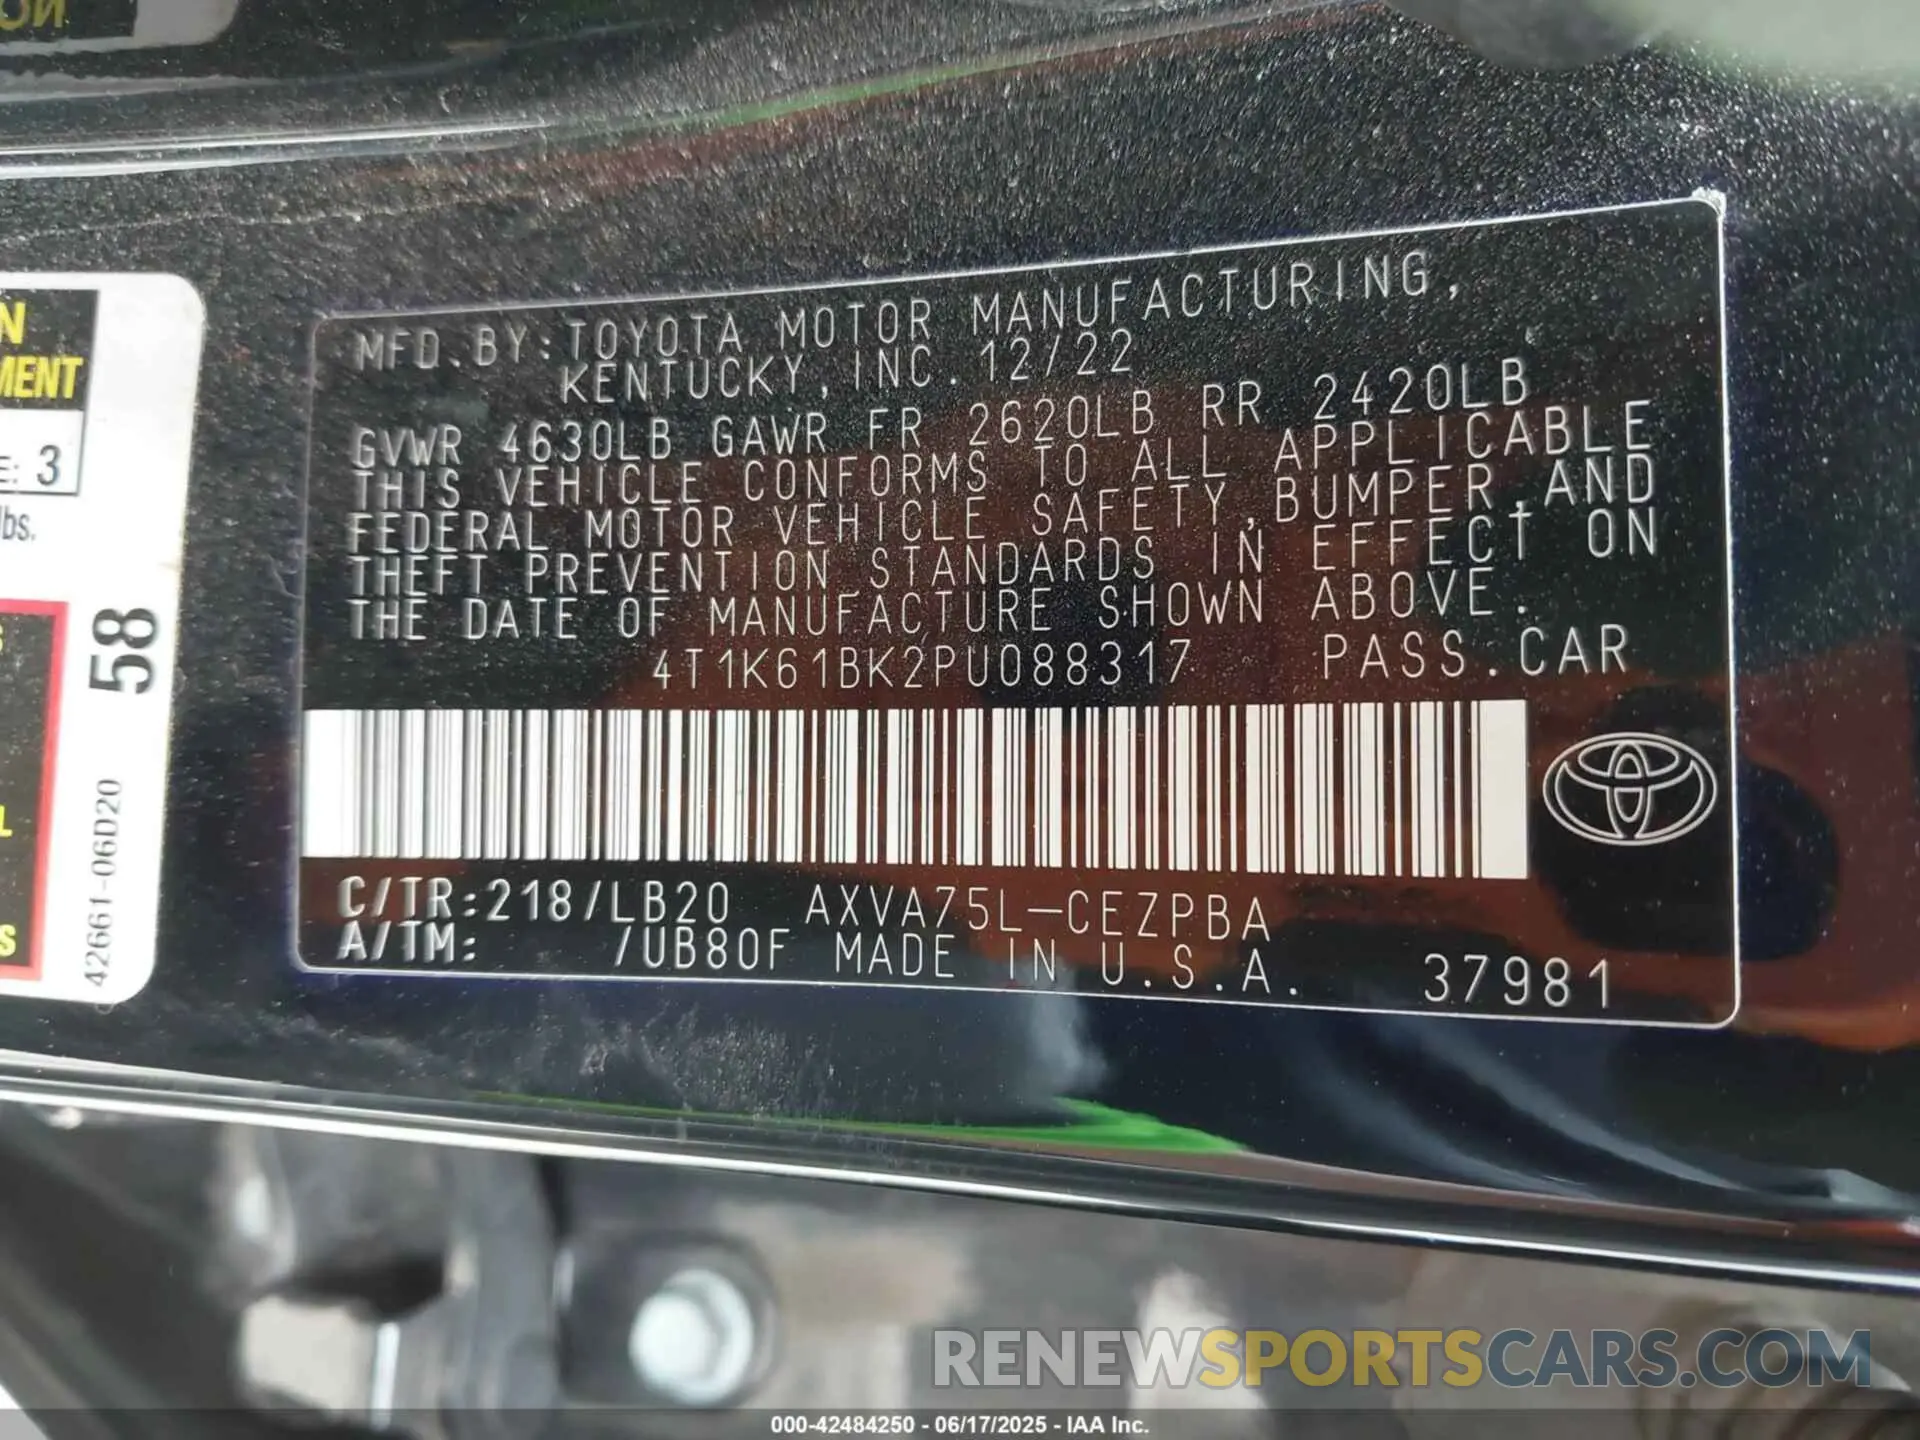 MFD.BY:TOYOTA MOTOR MANUFACTURING,
KENTUCKY,INC.12/22
GVWR 4630LB GAWR FR 2620LB RR 2420LB
THIS VEHICLE CONFORMS TO ALL APPLICABLE
FEDERAL MOTOR VEHICLE SAFETY,BUMPER,AND
THEFT PREVENTION STANDARDS IN EFFECT ON
THE DATE OF MANUFACTURE SHOWN ABOVE.
4T1K61BK2PU088317 PASS.CAR
C/TR:218/LB20 AXVA75L-CEZPBA
A/TM: /UB80F MADE IN U.S.A. 37981
N
MENT
E: 3
lbs.
58
42661-06D20
S
L
S
RENEWSPORTSCARS.COM
000-42484250 - 06/17/2025 - IAA Inc.